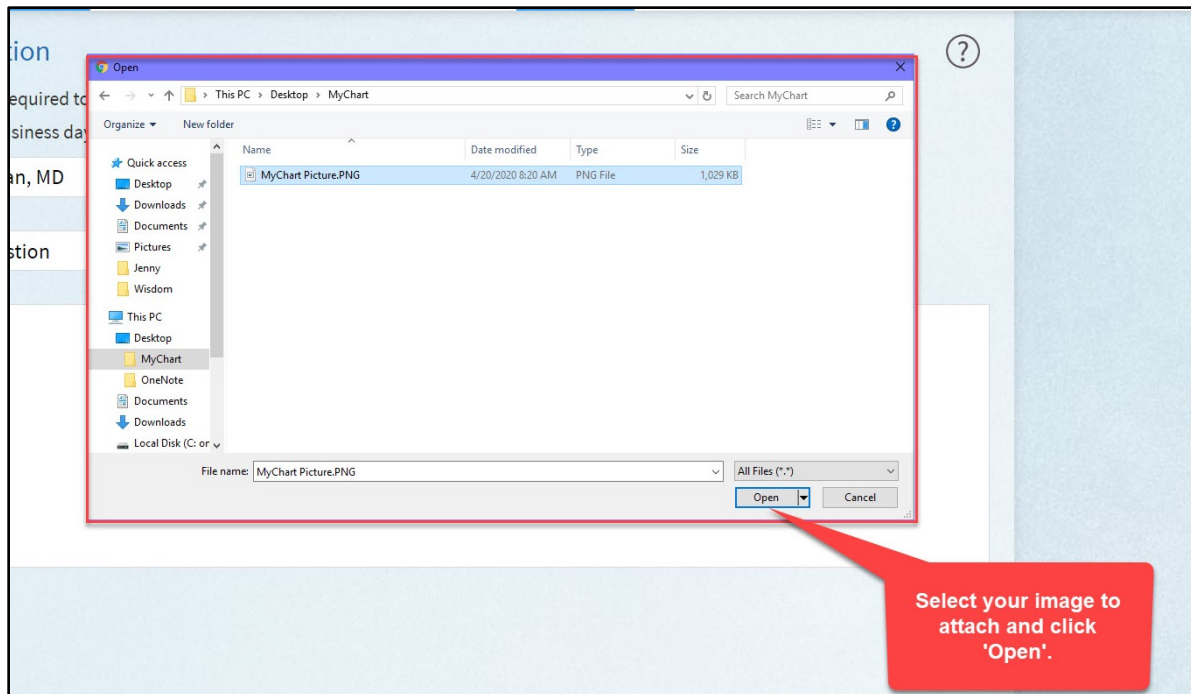 tion
equired to
siness day
an, MD
stion
Open
This PC > Desktop > MyChart
Search MyChart
Organize
New folder
Name
Date modified
Type
Size
MyChart Picture.PNG
4/20/2020 8:20 AM
PNG File
1,029 KB
Quick access
Desktop
Downloads
Documents
Pictures
Jenny
Wisdom
This PC
Desktop
MyChart
OneNote
Documents
Downloads
Local Disk (C: or
File name:
MyChart Picture.PNG
All Files (*.*)
Open
Cancel
Select your image to
attach and click
'Open'.